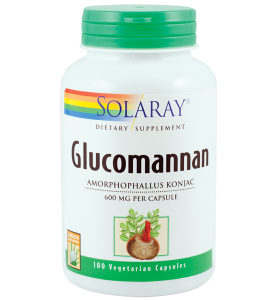 SOLARAY®
DIETARY SUPPLEMENT
Glucomannan
AMORPHOPHALLUS KONJAC
600 MG PER CAPSULE
100 Vegetarian Capsules